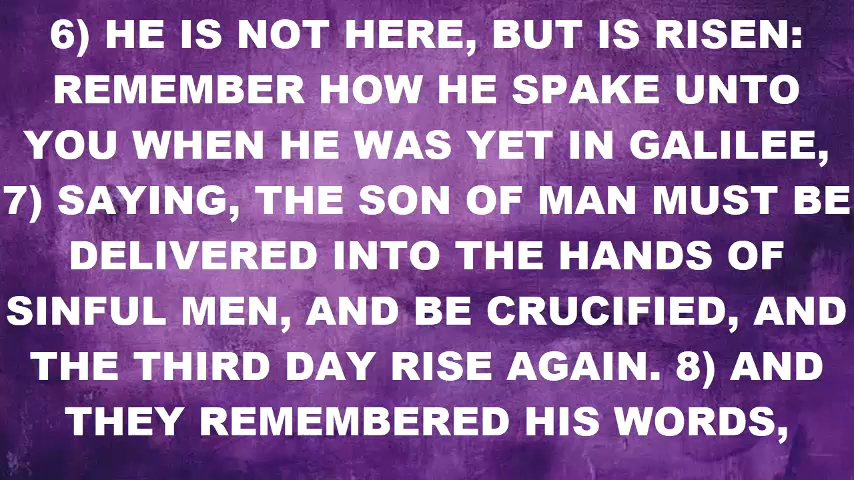 6) HE IS NOT HERE, BUT IS RISEN:
REMEMBER HOW HE SPAKE UNTO
YOU WHEN HE WAS YET IN GALILEE,
7) SAYING, THE SON OF MAN MUST BE
DELIVERED INTO THE HANDS OF
SINFUL MEN, AND BE CRUCIFIED, AND
THE THIRD DAY RISE AGAIN. 8) AND
THEY REMEMBERED HIS WORDS,